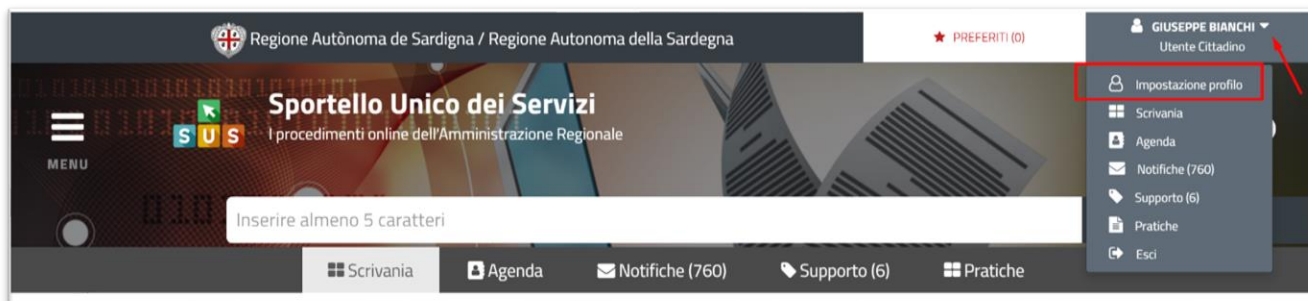 Regione Autònoma de Sardigna / Regione Autonoma della Sardegna
PREFERITI (0)
GIUSEPPE BIANCHI
Utente Cittadino
Impostazione profilo
Scrivania
Agenda
Notifiche (760)
Supporto (6)
Pratiche
Esci
MENU
SUS
Sportello Unico dei Servizi
I procedimenti online dell'Amministrazione Regionale
Inserire almeno 5 caratteri
Scrivania
Agenda
Notifiche (760)
Supporto (6)
Pratiche